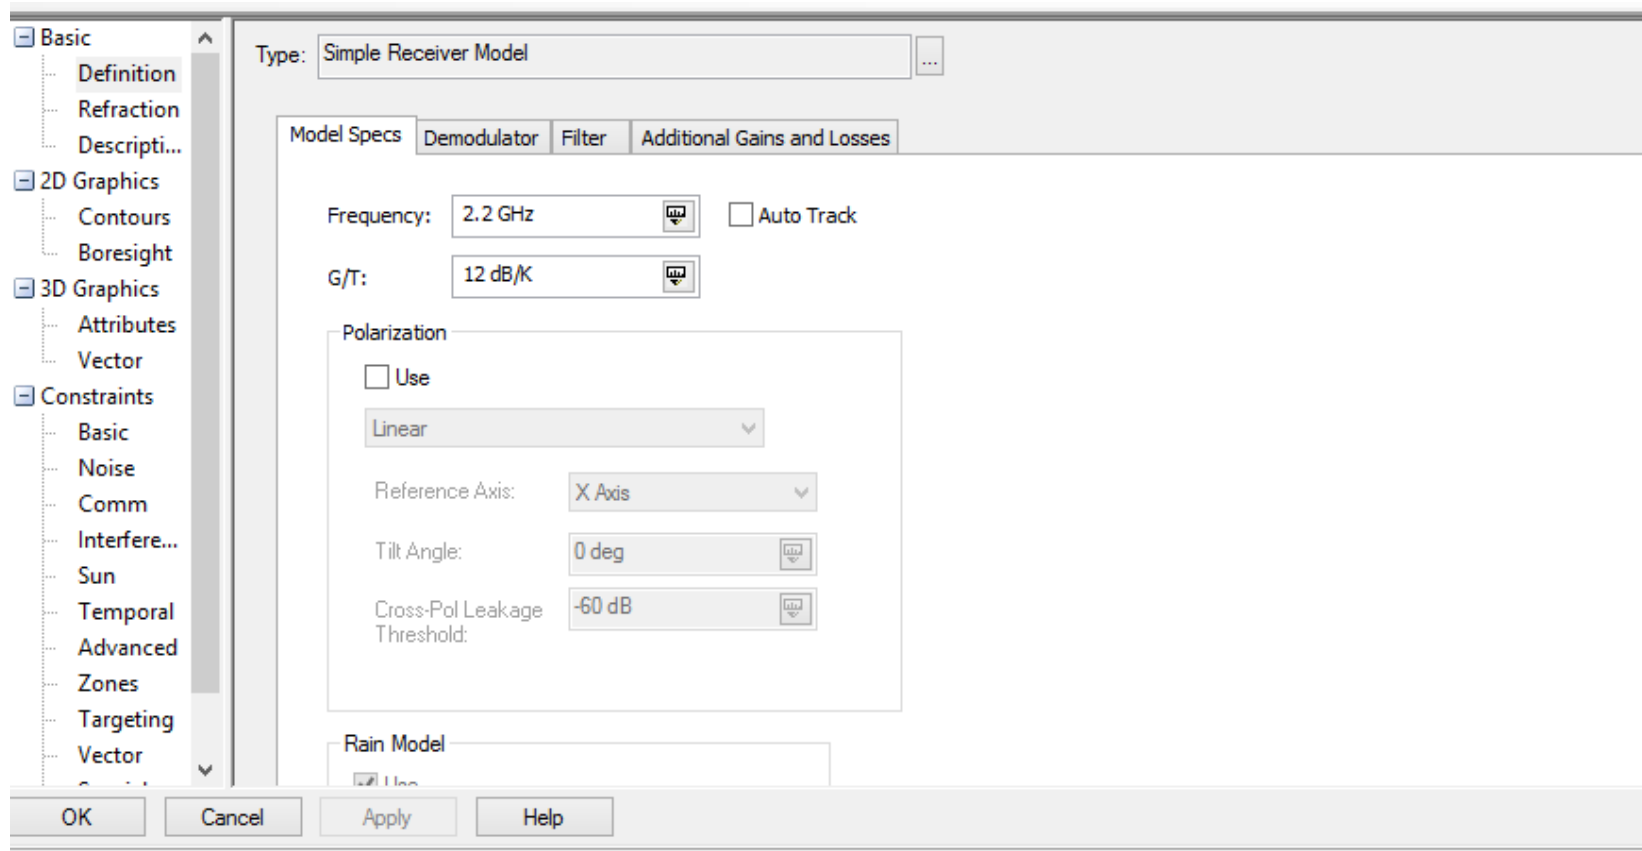 Basic
Definition
Refraction
Descripti...
2D Graphics
Contours
Boresight
3D Graphics
Attributes
Vector
Constraints
Basic
Noise
Comm
Interfere...
Sun
Temporal
Advanced
Zones
Targeting
Vector
Type: Simple Receiver Model ...
Model Specs Demodulator Filter Additional Gains and Losses
Frequency: 2.2 GHz Auto Track
G/T: 12 dB/K
Polarization
Use
Linear
Reference Axis: X Axis
Tilt Angle: 0 deg
Cross-Pol Leakage -60 dB
Threshold:
Rain Model
Use
OK Cancel Apply Help